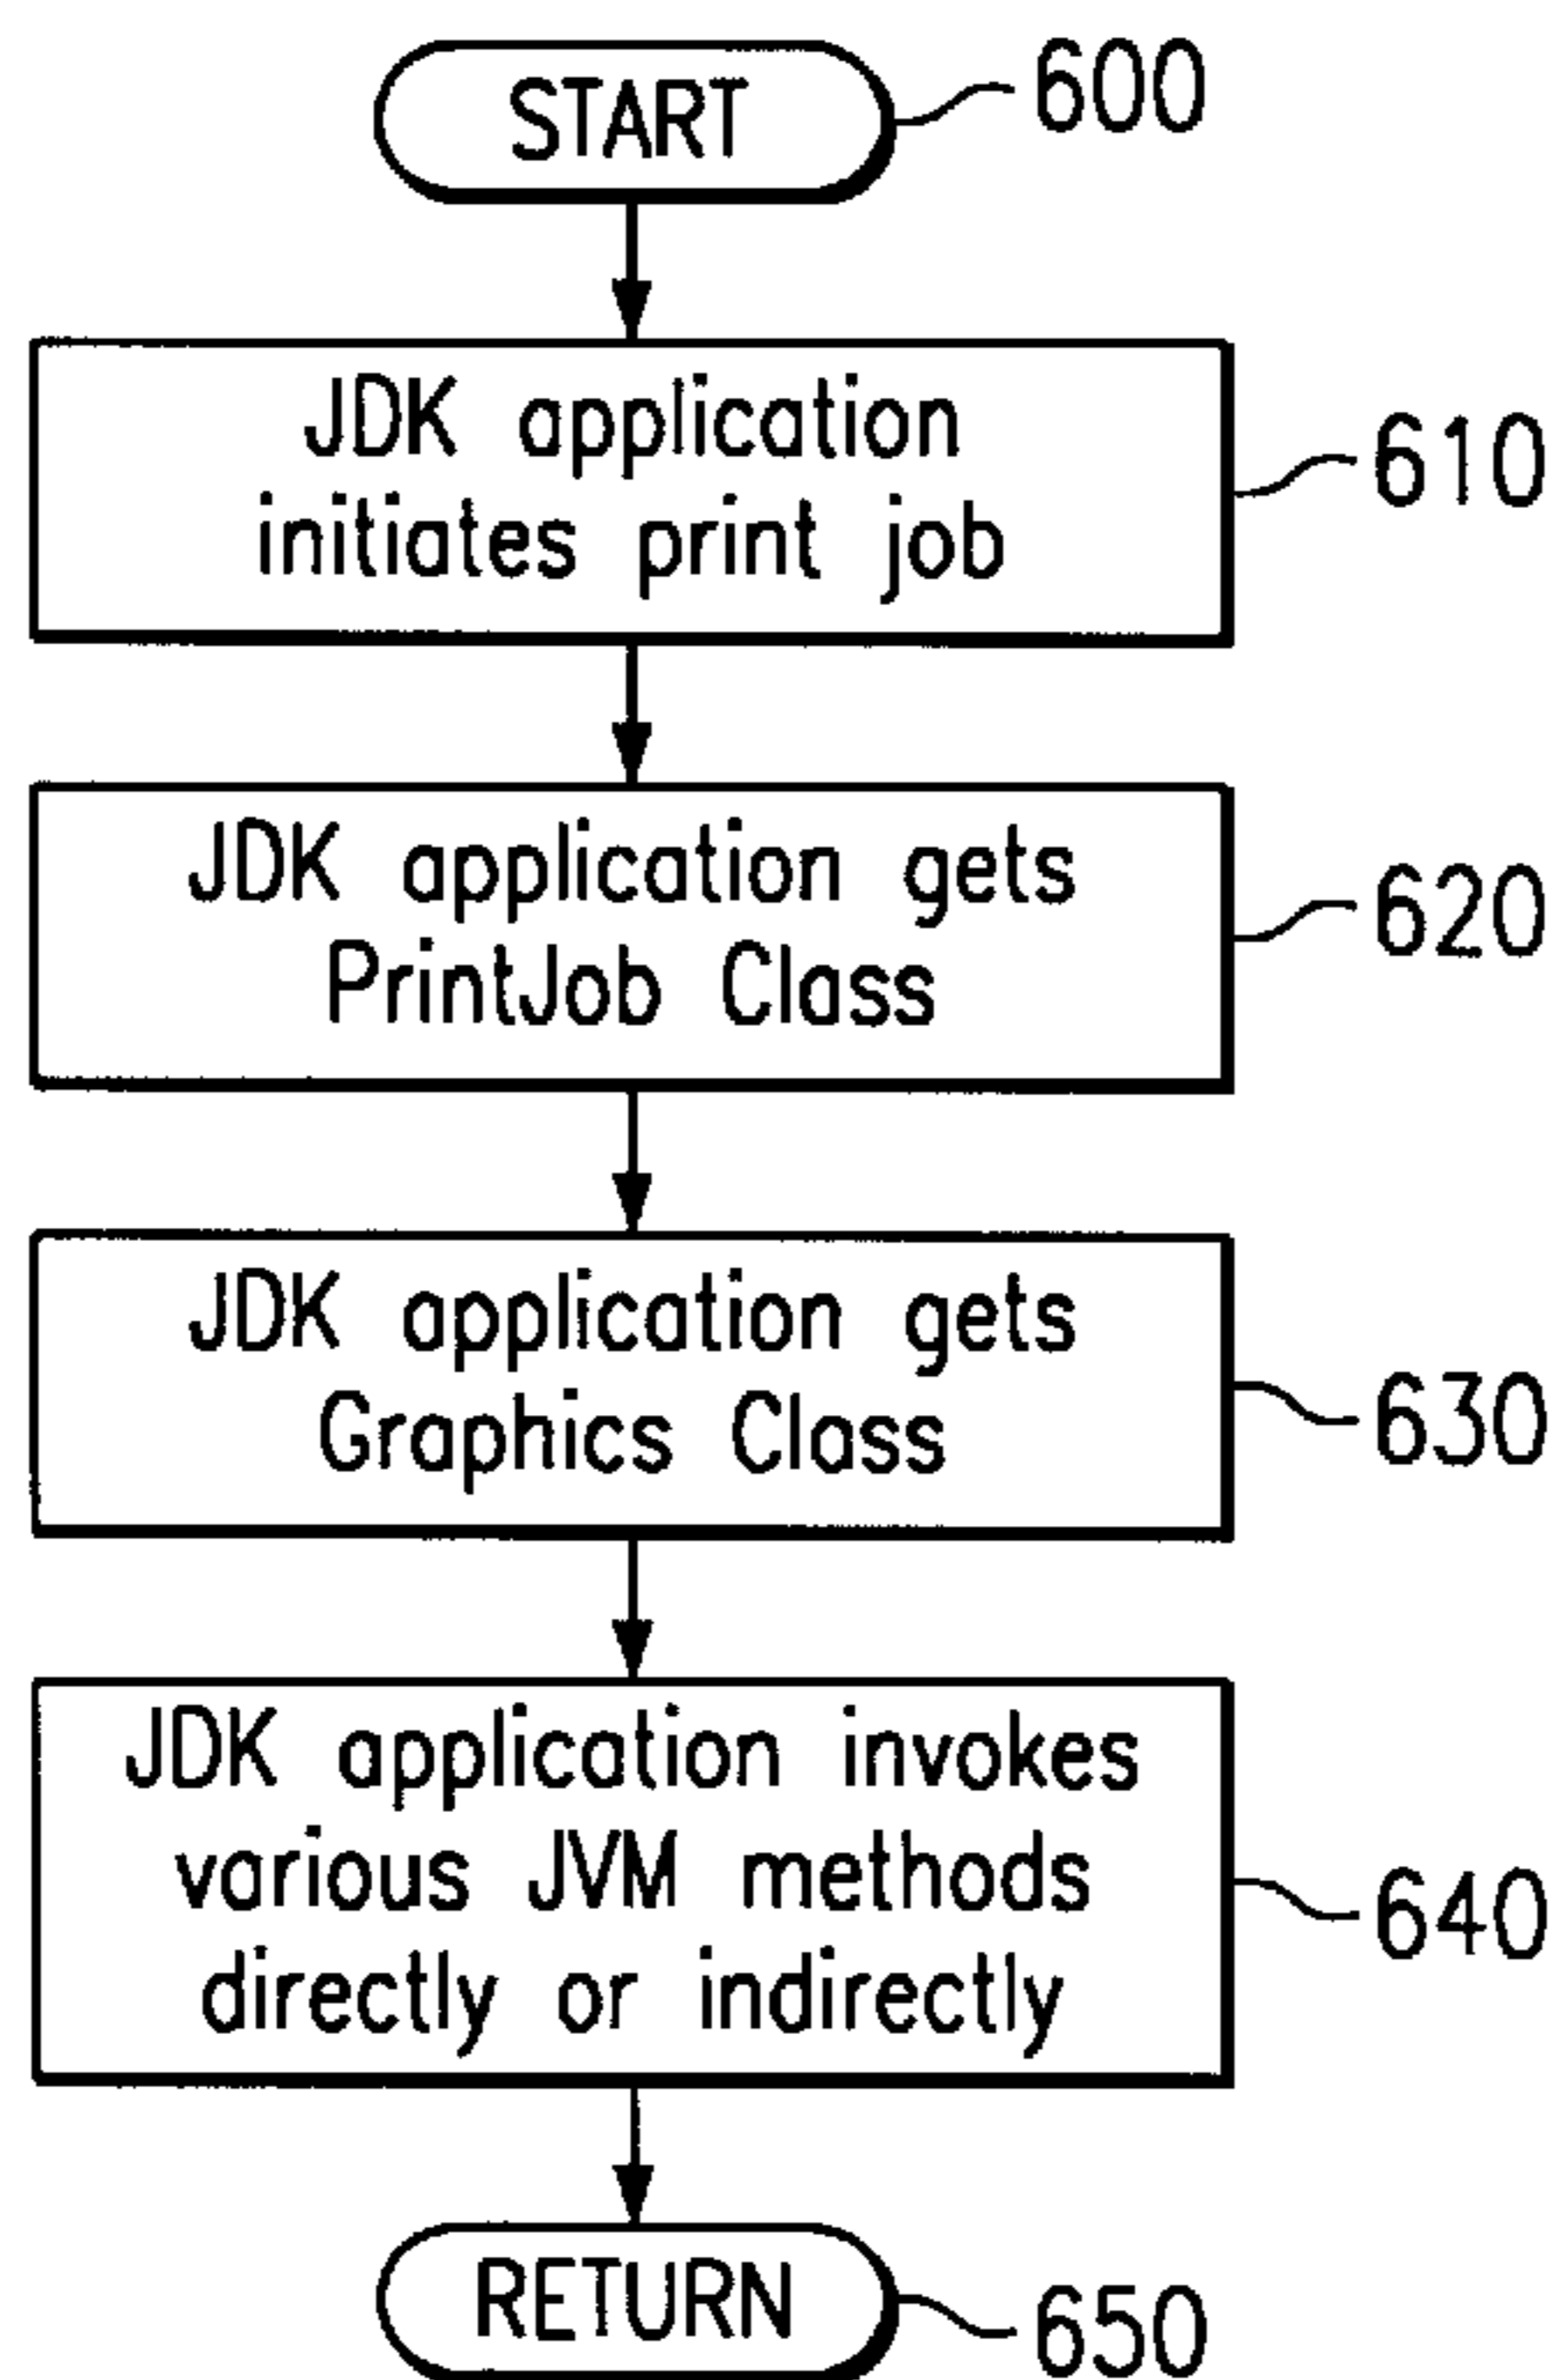 START
600
JDK application
initiates print job
610
JDK application gets
PrintJob Class
620
JDK application gets
Graphics Class
630
JDK application invokes
various JVM methods
directly or indirectly
640
RETURN
650